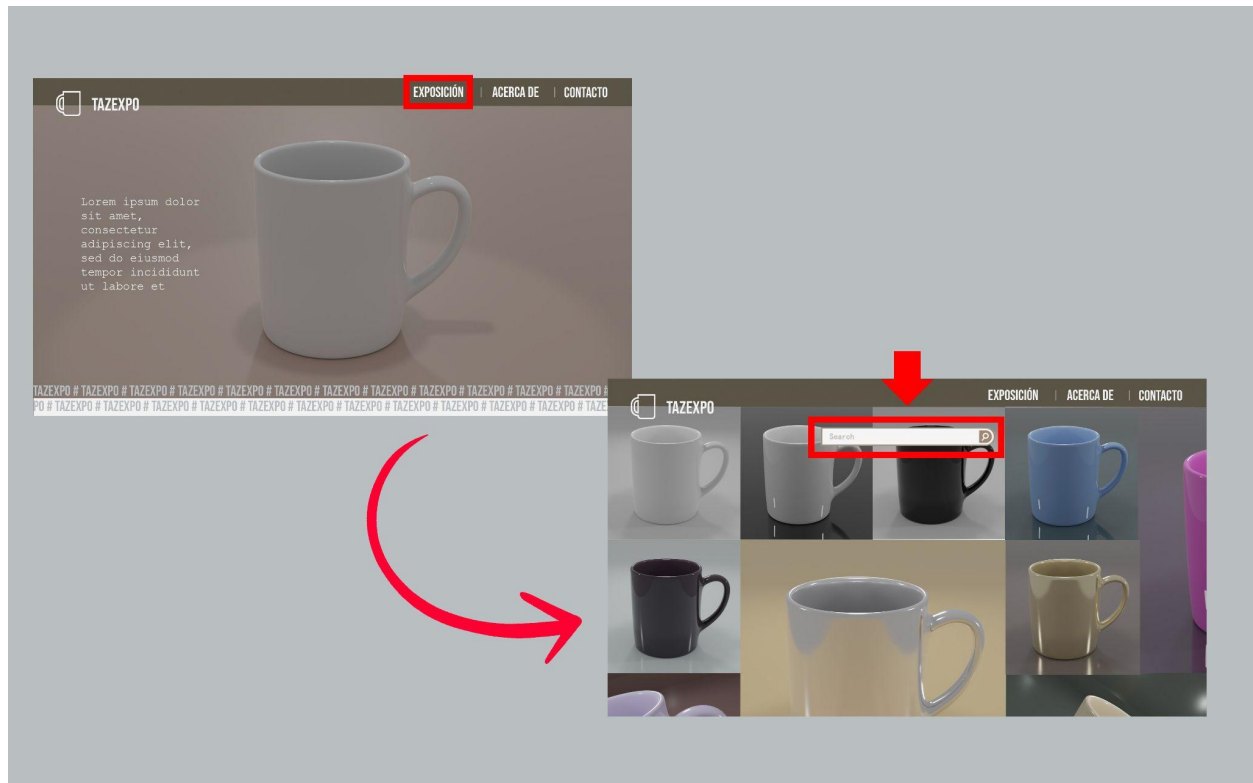 TAZEXPO
EXPOSICIÓN | ACERCA DE | CONTACTO
Lorem ipsum dolor
sit amet,
consectetur
adipiscing elit,
sed do eiusmod
tempor incididunt
ut labore et
TAZEXPO # TAZEXPO # TAZEXPO # TAZEXPO # TAZEXPO # TAZEXPO # TAZEXPO # TAZEXPO # TAZEXPO # TAZEXPO # TAZEXPO # TAZEXPO #
PO # TAZEXPO # TAZEXPO # TAZEXPO # TAZEXPO # TAZEXPO # TAZEXPO # TAZEXPO # TAZEXPO # TAZEXPO # TAZEXPO # TAZEXPO # TAZE
TAZEXPO
EXPOSICIÓN | ACERCA DE | CONTACTO
Search